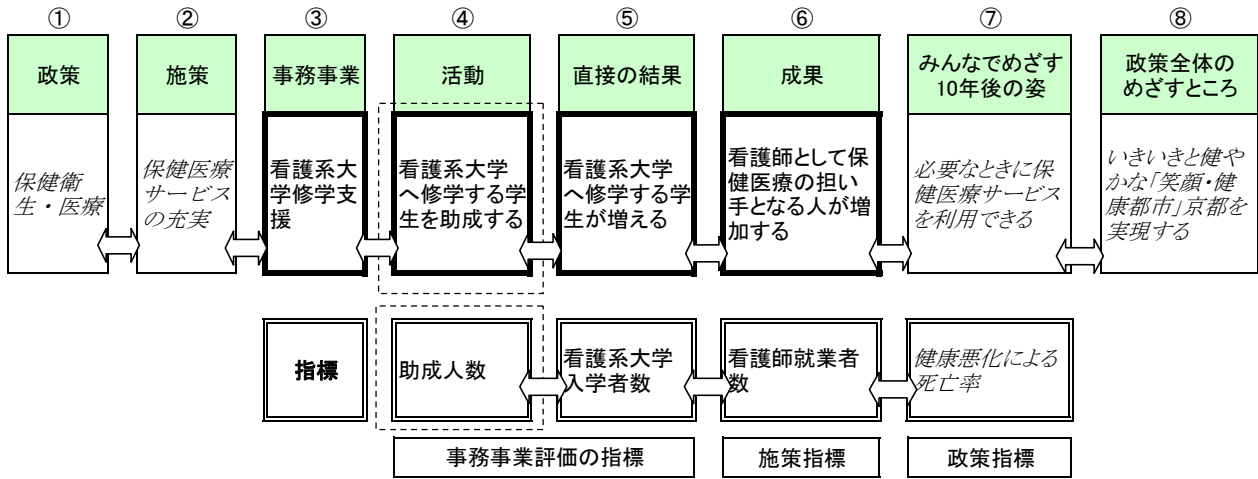 ①
②
③
④
⑤
⑥
⑦
⑧
政策
施策
事務事業
活動
直接の結果
成果
みんなでめざす
10年後の姿
政策全体の
めざすところ
保健衛
生・医療
保健医療
サービス
の充実
看護系大
学修学支
援
看護系大学
へ修学する学
生を助成する
看護系大学
へ修学する学
生が増える
看護師として保
健医療の担い
手となる人が増
加する
必要なときに保
健医療サービス
を利用できる
いきいきと健や
かな「笑顔・健
康都市」京都を
実現する
指標
助成人数
看護系大学
入学者数
看護師就業者
数
健康悪化による
死亡率
事務事業評価の指標
施策指標
政策指標